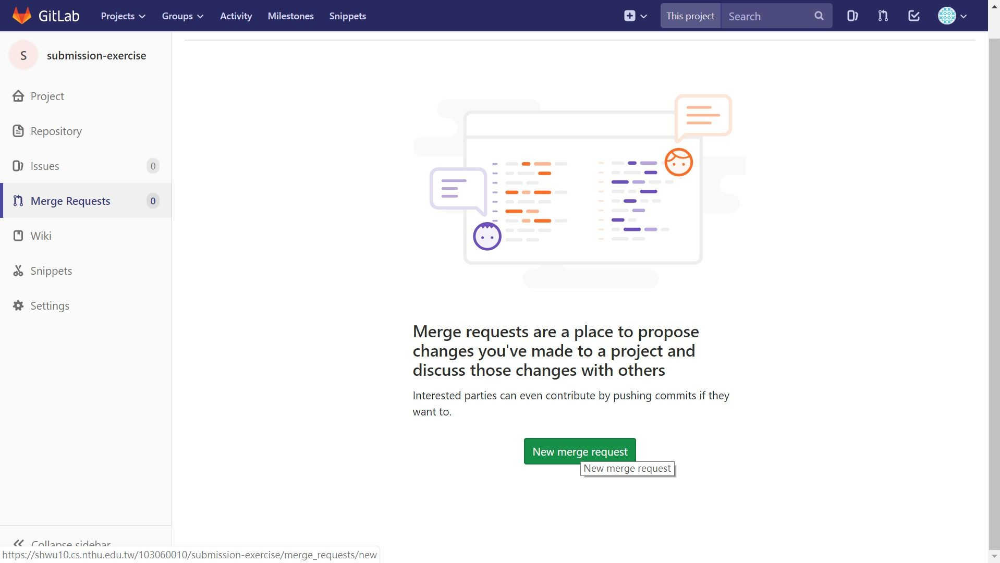 GitLab Projects Groups Activity Milestones Snippets This project Search
S submission-exercise
Project
Repository
Issues 0
Merge Requests 0
Wiki
Snippets
Settings
Merge requests are a place to propose
changes you've made to a project and
discuss those changes with others
Interested parties can even contribute by pushing commits if they
want to.
New merge request
New merge request
Collapse sidebar
https://shwu10.cs.nthu.edu.tw/103060010/submission-exercise/merge_requests/new